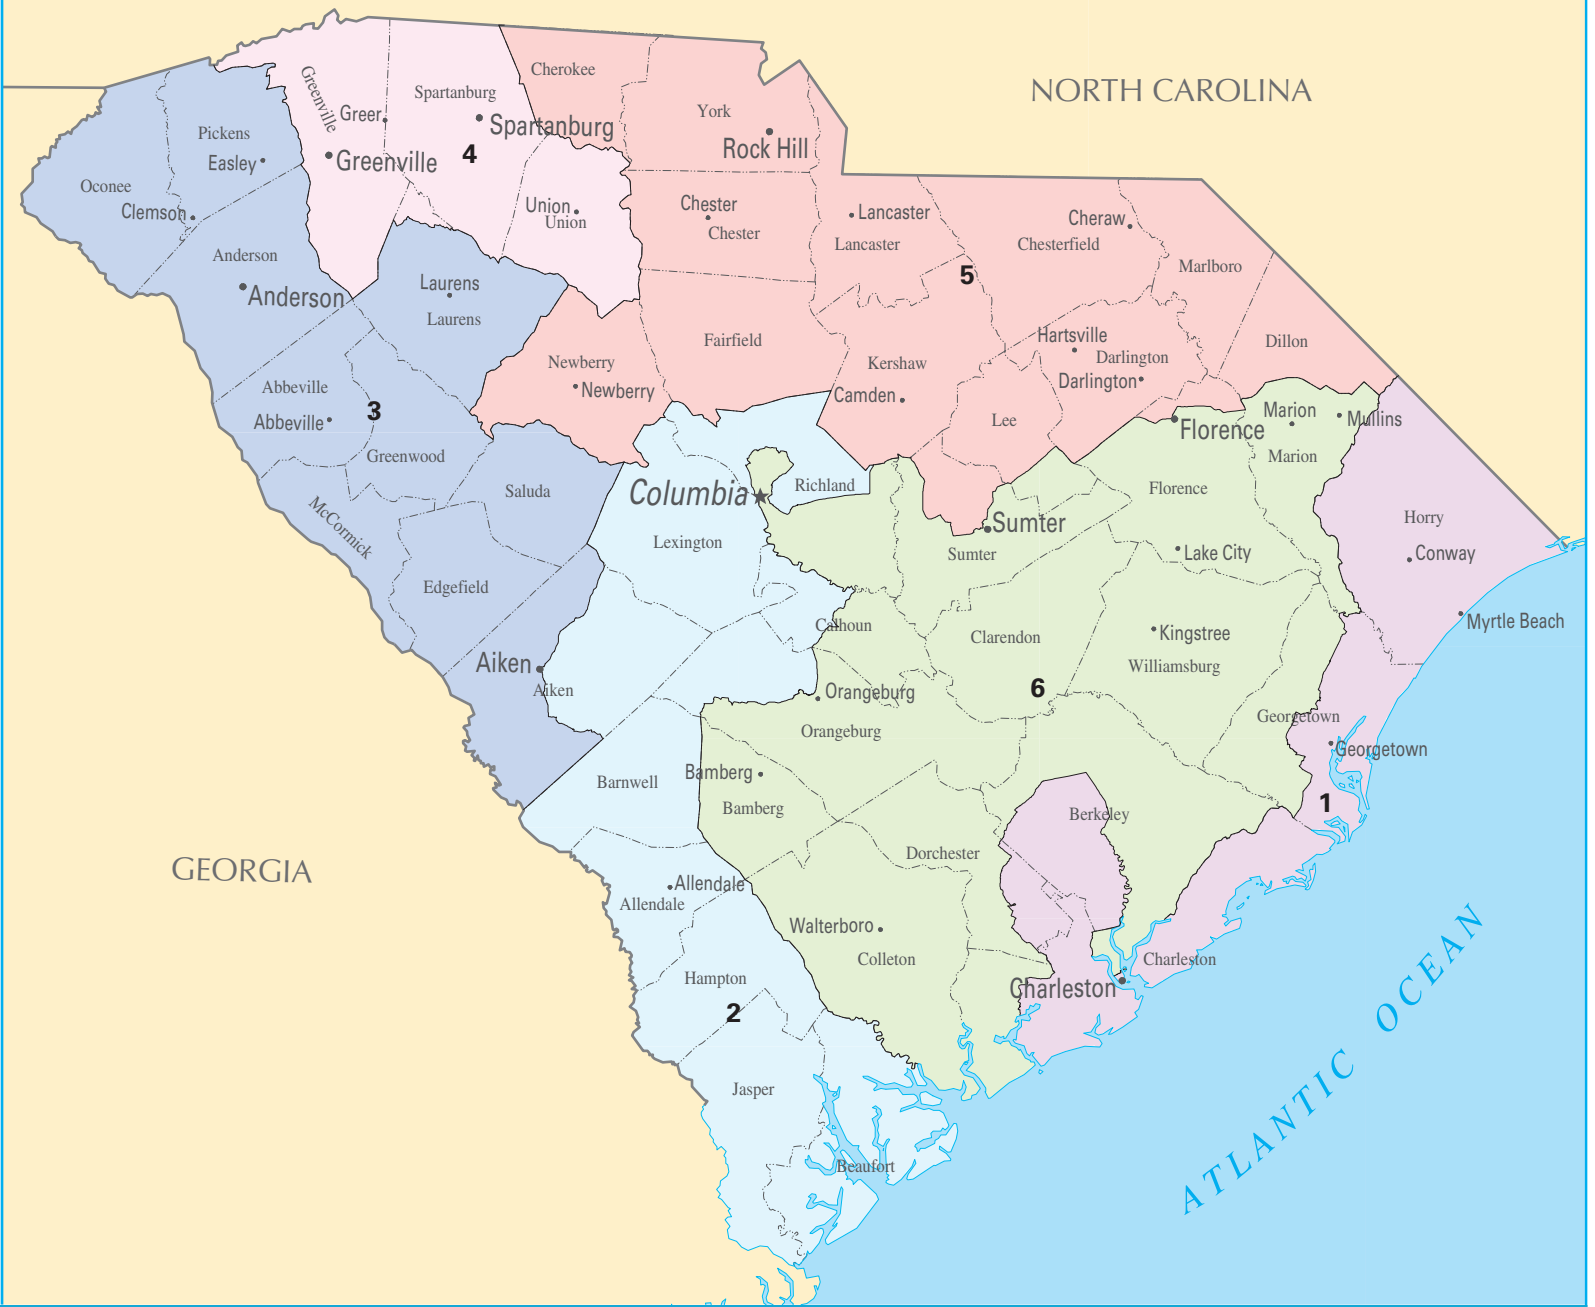 NORTH CAROLINA
Cherokee
Spartanburg
Greenville
Greer
York
Spartanburg
Pickens
Rock Hill
Easley
Greenville
4
Oconee
Clemson
Union
Union
Chester
Chester
Lancaster
Lancaster
Cheraw
Chesterfield
Anderson
Marlboro
5
Anderson
Laurens
Laurens
Hartsville
Fairfield
Dillon
Darlington
Newberry
Newberry
Kershaw
Camden
Darlington
Abbeville
3
Abbeville
Lee
Marion
Mullins
Florence
Marion
Greenwood
Columbia
Richland
Saluda
Florence
McCormick
Lexington
Sumter
Sumter
Horry
Lake City
Conway
Edgefield
Calhoun
Clarendon
Kingstree
Myrtle Beach
Williamsburg
Aiken
Aiken
Orangeburg
6
Orangeburg
Georgetown
Georgetown
Barnwell
Bamberg
Bamberg
1
Berkeley
GEORGIA
Dorchester
Allendale
Allendale
Walterboro
Colleton
Charleston
Hampton
Charleston
2
Jasper
Beaufort
ATLANTIC OCEAN